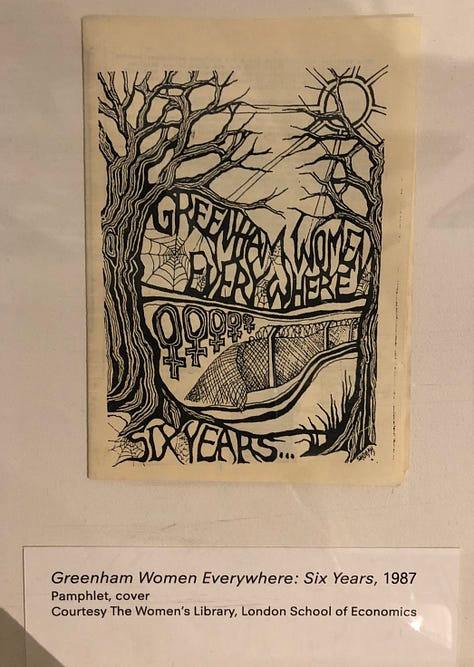 GREENHAM WOMEN
EVERYWHERE
SIX YEARS...
Greenham Women Everywhere: Six Years, 1987
Pamphlet, cover
Courtesy The Women's Library, London School of Economics